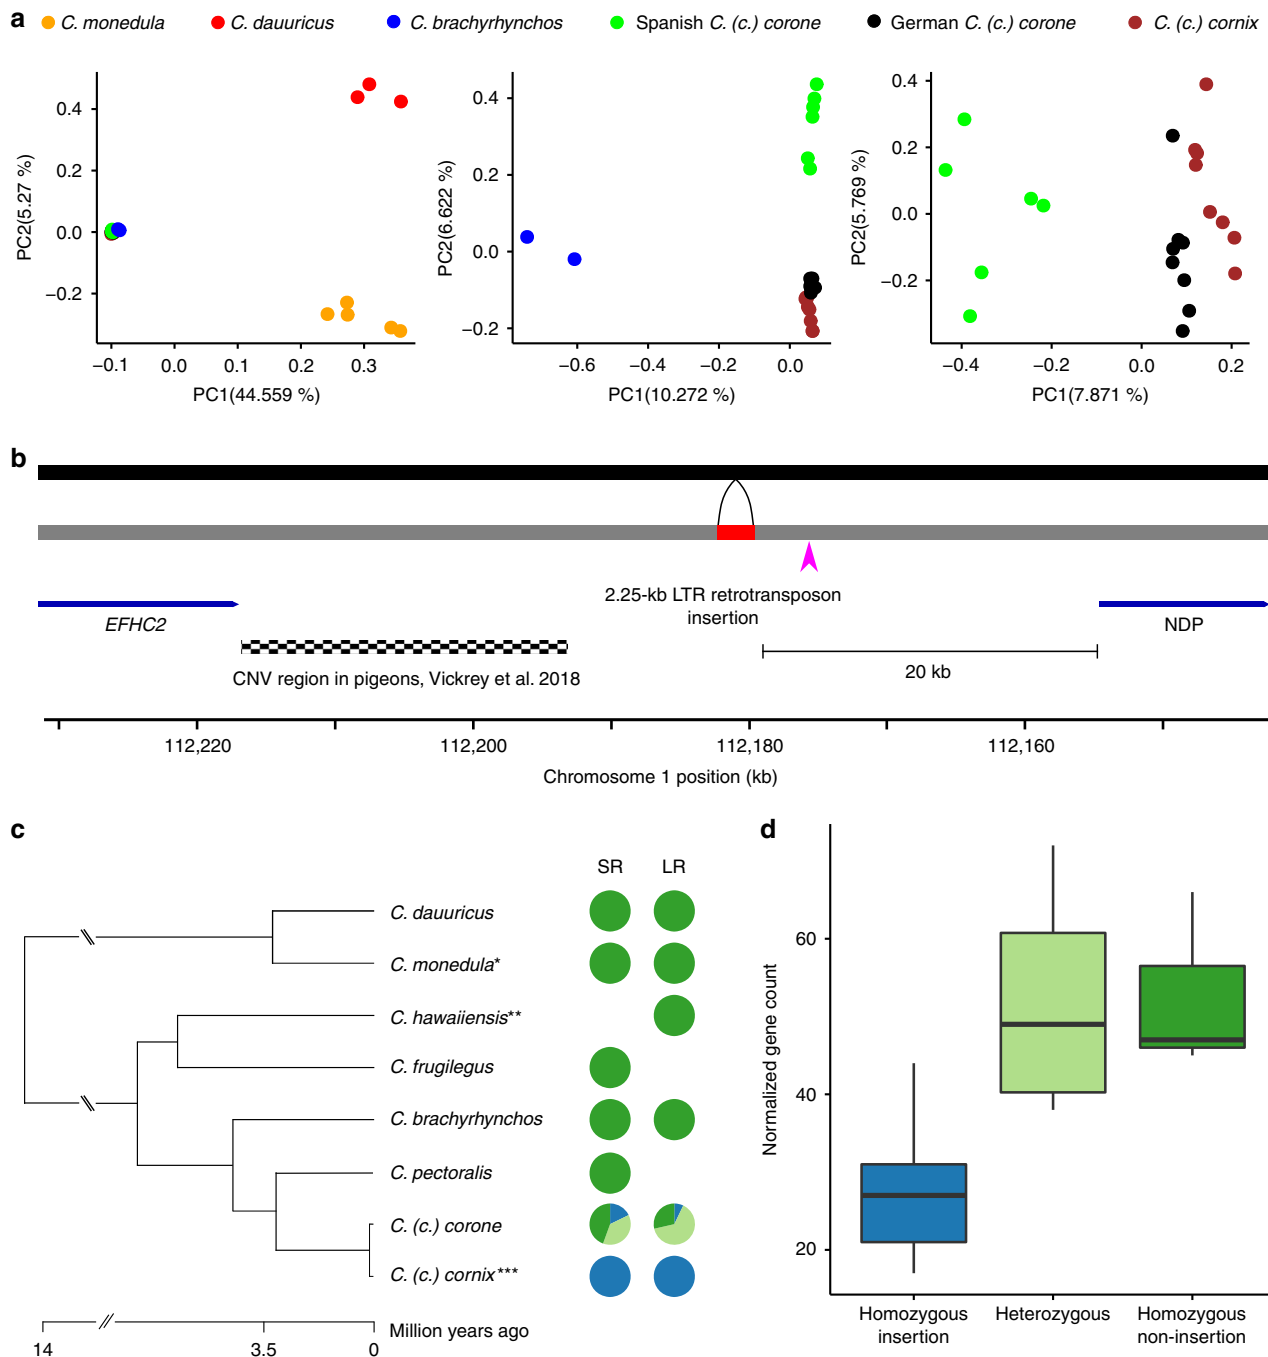 a
C. monedula
C. dauuricus
C. brachyrhynchos
Spanish C. (c.) corone
German C. (c.) corone
C. (c.) cornix
PC2(5.27 %)
0.4
0.2
0.0
−0.2
−0.1 0.0 0.1 0.2 0.3
PC1(44.559 %)
PC2(6.622 %)
0.4
0.2
0.0
−0.2
−0.6 −0.4 −0.2 0.0
PC1(10.272 %)
PC2(5.769 %)
0.4
0.2
0.0
−0.2
−0.4 −0.2 0.0 0.2
PC1(7.871 %)
b
2.25-kb LTR retrotransposon
insertion
EFHC2
NDP
CNV region in pigeons, Vickrey et al. 2018
20 kb
112,220 112,200 112,180 112,160
Chromosome 1 position (kb)
c
SR LR
C. dauuricus
C. monedula*
C. hawaiiensis**
C. frugilegus
C. brachyrhynchos
C. pectoralis
C. (c.) corone
C. (c.) cornix***
14 3.5 0
Million years ago
d
Normalized gene count
60
40
20
Homozygous
insertion
Heterozygous
Homozygous
non-insertion